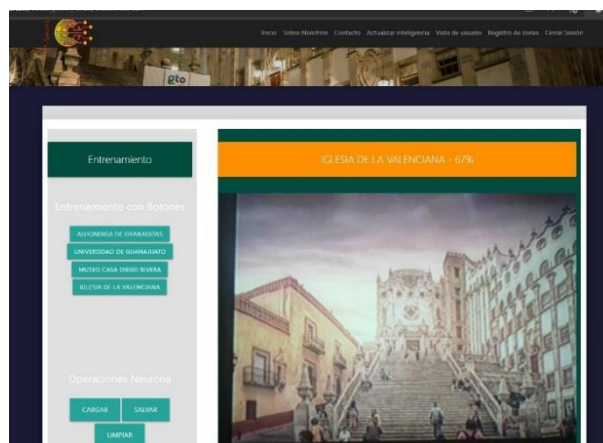 Inicio Sobre Nosotros Contacto Actualizar inteligencia Vista de usuario Registro de zonas Cerrar Sesión
gto
Entrenamiento
IGLESIA DE LA VALENCIANA - 67%
Entrenamiento con Botones
ALHONDIGA DE GRANADITAS
UNIVERSIDAD DE GUANAJUATO
MUSEO CASA DIEGO RIVERA
IGLESIA DE LA VALENCIANA
Operaciones Neurona
CARGAR SALVAR
LIMPIAR